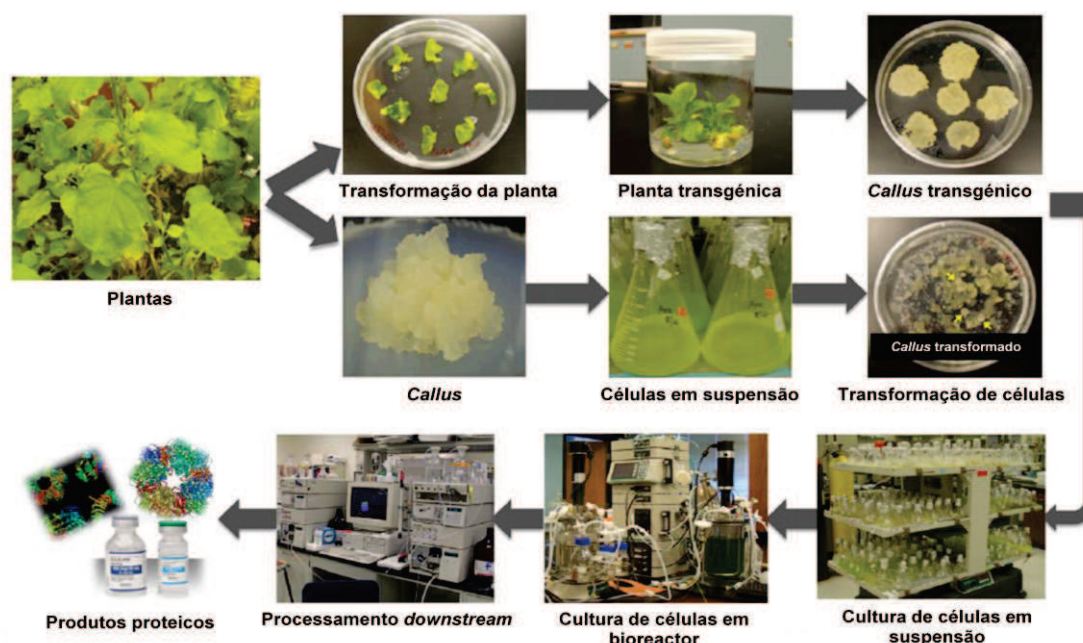 Plantas
Transformação da planta
Planta transgénica
Callus transgénico
Callus
Células em suspensão
Callus transformado
Transformação de células
Produtos proteicos
Processamento downstream
Cultura de células em
bioreactor
Cultura de células em
suspensão